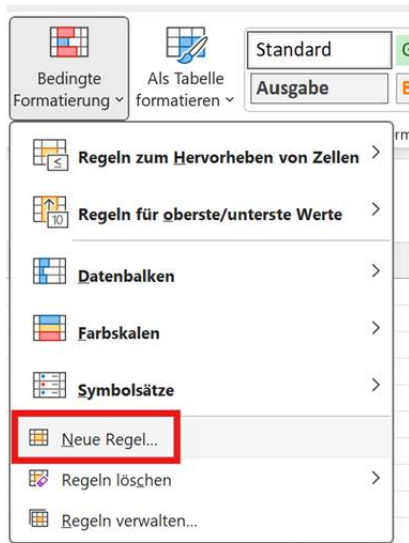 Bedingte
Formatierung
Als Tabelle
formatieren
Standard
Ausgabe
Regeln zum Hervorheben von Zellen
Regeln für oberste/unterste Werte
10
Datenbalken
Farbskalen
Symbolsätze
Neue Regel...
Regeln löschen
Regeln verwalten...